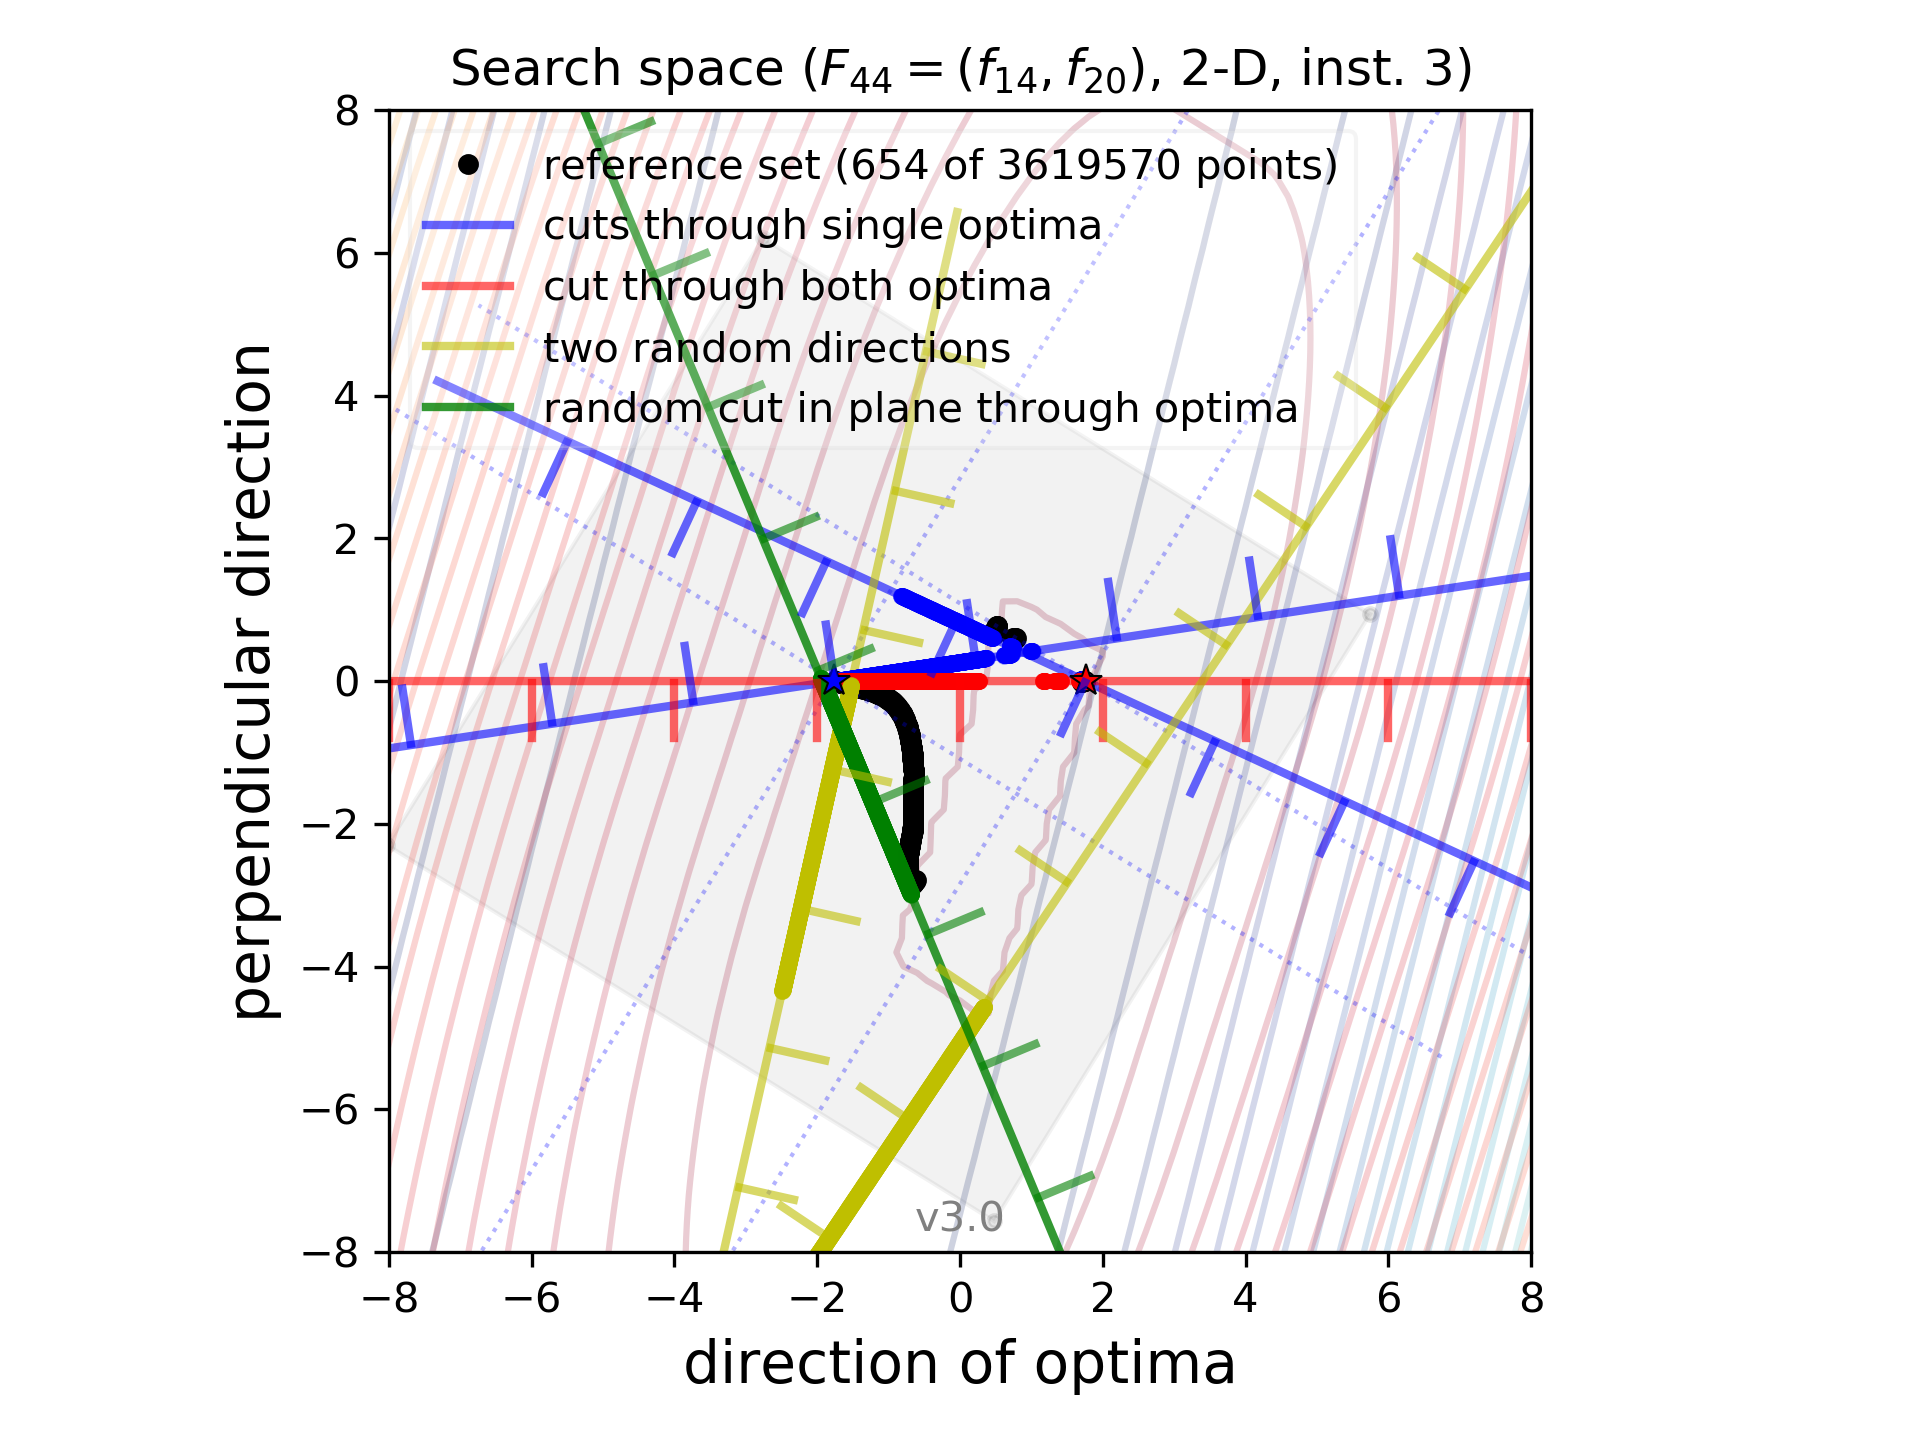 Search space (F44 = (f14, f20), 2-D, inst. 3)
reference set (654 of 3619570 points)
cuts through single optima
cut through both optima
two random directions
random cut in plane through optima
8
6
4
2
0
−2
−4
−6
−8
perpendicular direction
v3.0
−8 −6 −4 −2 0 2 4 6 8
direction of optima